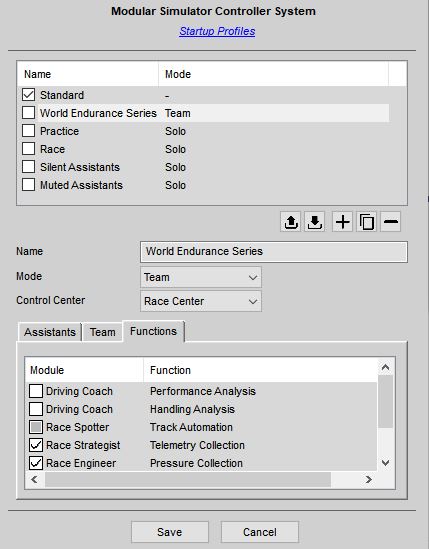 Modular Simulator Controller System
Startup Profiles
Name Mode
Standard -
World Endurance Series Team
Practice Solo
Race Solo
Silent Assistants Solo
Muted Assistants Solo
Name World Endurance Series
Mode Team
Control Center Race Center
Assistants Team Functions
Module Function
Driving Coach Performance Analysis
Driving Coach Handling Analysis
Race Spotter Track Automation
Race Strategist Telemetry Collection
Race Engineer Pressure Collection
Save Cancel